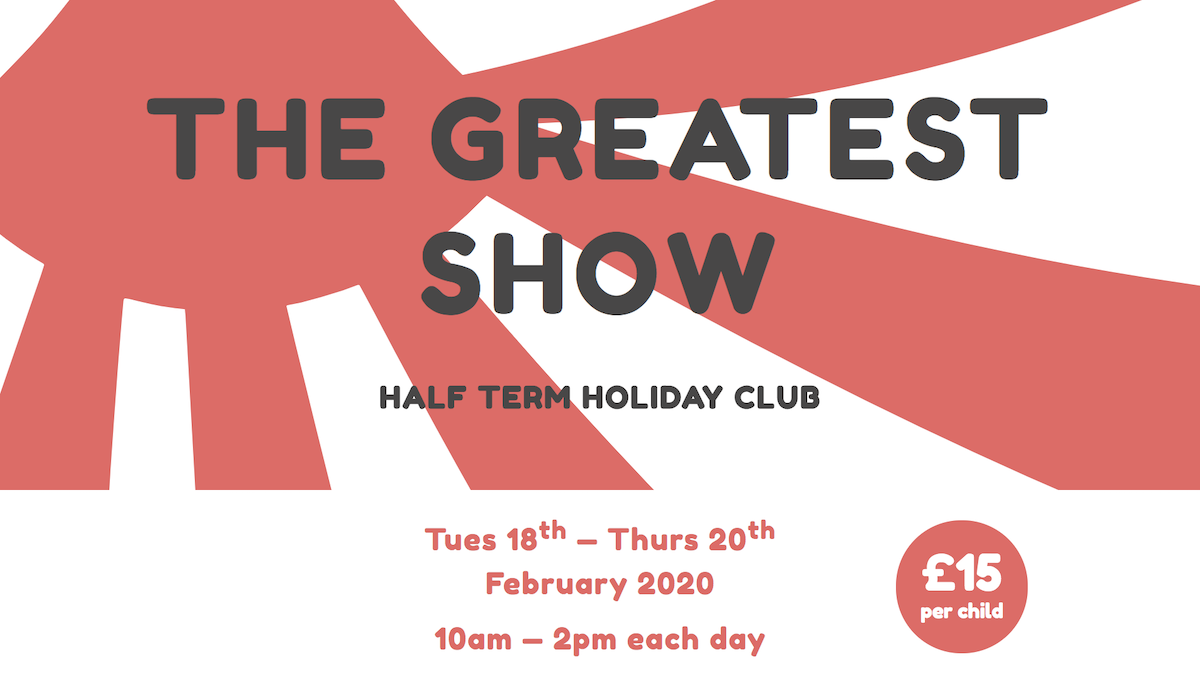 THE GREATEST
SHOW
HALF TERM HOLIDAY CLUB
Tues 18th – Thurs 20th
February 2020
10am – 2pm each day
£15
per child